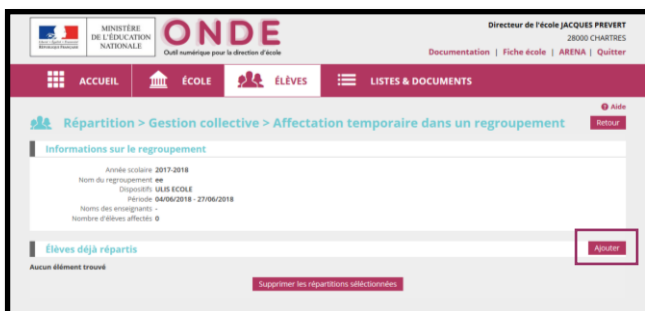 MINISTÈRE
DE L'ÉDUCATION
NATIONALE
ONDE
Outil numérique pour la direction d'école
Directeur de l'école JACQUES PREVERT
28000 CHARTRES
Documentation | Fiche école | ARENA | Quitter
ACCUEIL ÉCOLE ÉLÈVES LISTES & DOCUMENTS
Aide
Répartition > Gestion collective > Affectation temporaire dans un regroupement Retour
Informations sur le regroupement
Année scolaire 2017-2018
Nom du regroupement ee
Dispositifs ULIS ECOLE
Période 04/06/2018 - 27/06/2018
Noms des enseignants -
Nombre d'élèves affectés 0
Élèves déjà répartis Ajouter
Aucun élément trouvé
Supprimer les répartitions séléctionnées